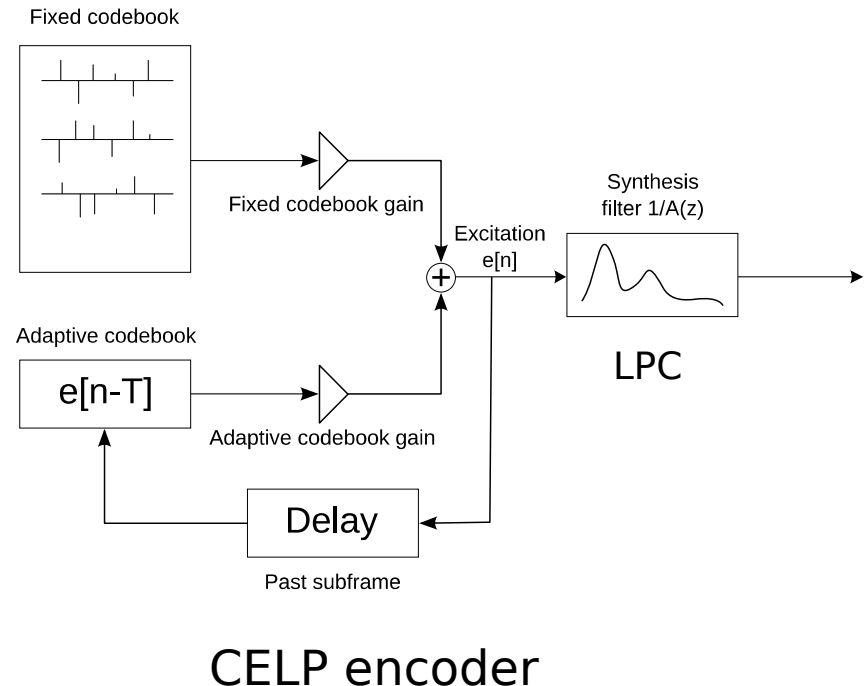 Fixed codebook
Fixed codebook gain
Synthesis
filter 1/A(z)
Excitation
e[n]
+
LPC
Adaptive codebook
e[n-T]
Adaptive codebook gain
Delay
Past subframe
CELP encoder